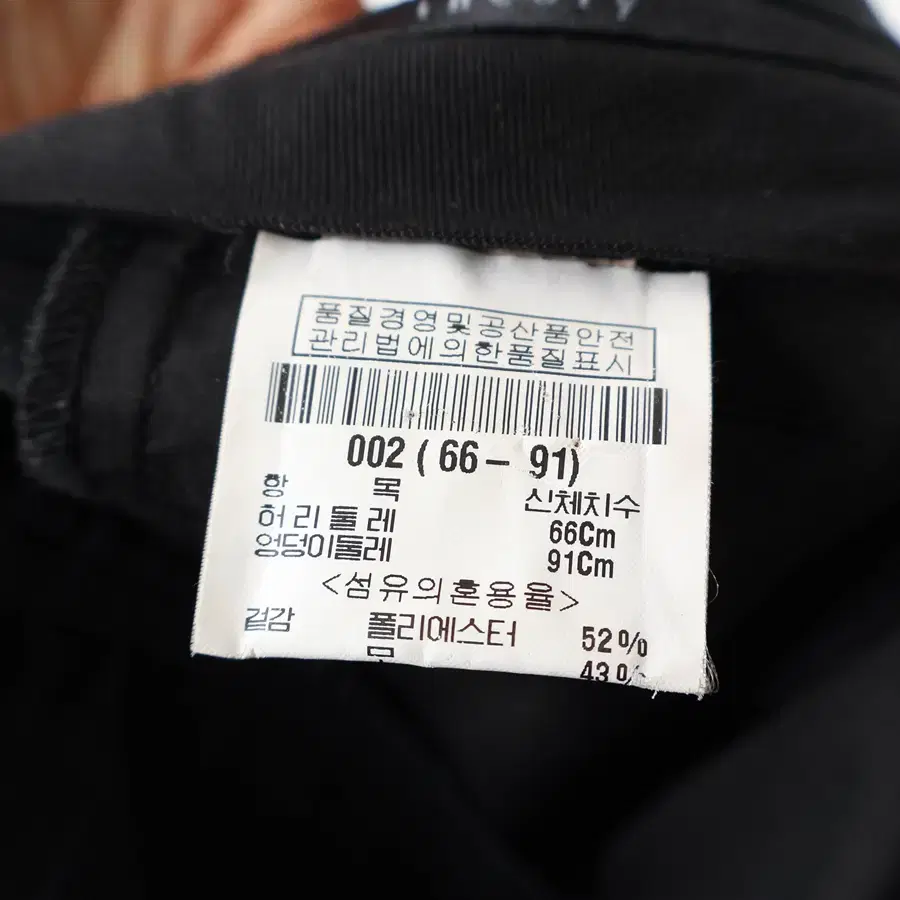 theory
품질경영및공산품안전
관리법에의한품질표시
002 ( 66 - 91)
항 목 신체치수
허리둘레 66Cm
엉덩이둘레 91Cm
<섬유의혼용율>
겉감 폴리에스터 52%
43%